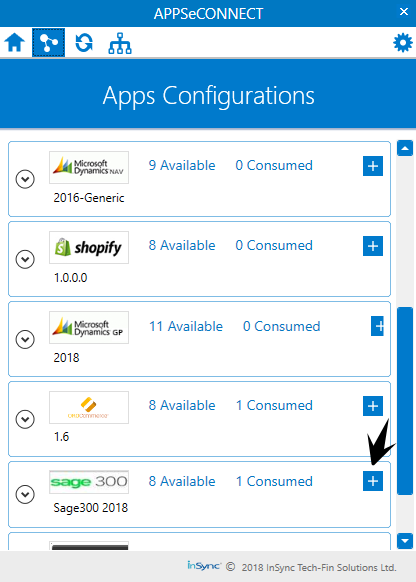 APPSeCONNECT
Apps Configurations
Microsoft Dynamics NAV
9 Available 0 Consumed
2016-Generic
shopify
8 Available 0 Consumed
1.0.0.0
Microsoft Dynamics GP
11 Available 0 Consumed
2018
8 Available 1 Consumed
1.6
sage 300
8 Available 1 Consumed
Sage300 2018
InSync © 2018 InSync Tech-Fin Solutions Ltd.